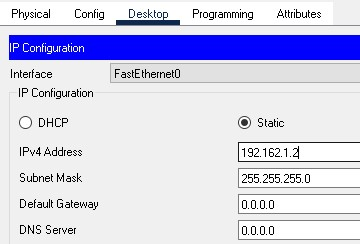 Physical Config Desktop Programming Attributes
IP Configuration
Interface FastEthernet0
IP Configuration
DHCP Static
IPv4 Address 192.162.1.2
Subnet Mask 255.255.255.0
Default Gateway 0.0.0.0
DNS Server 0.0.0.0